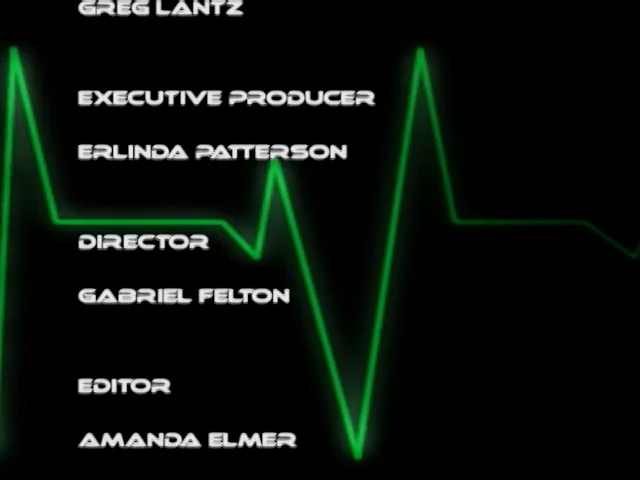 GREG LANTZ
EXECUTIVE PRODUCER
ERLINDA PATTERSON
DIRECTOR
GABRIEL FELTON
EDITOR
AMANDA ELMER